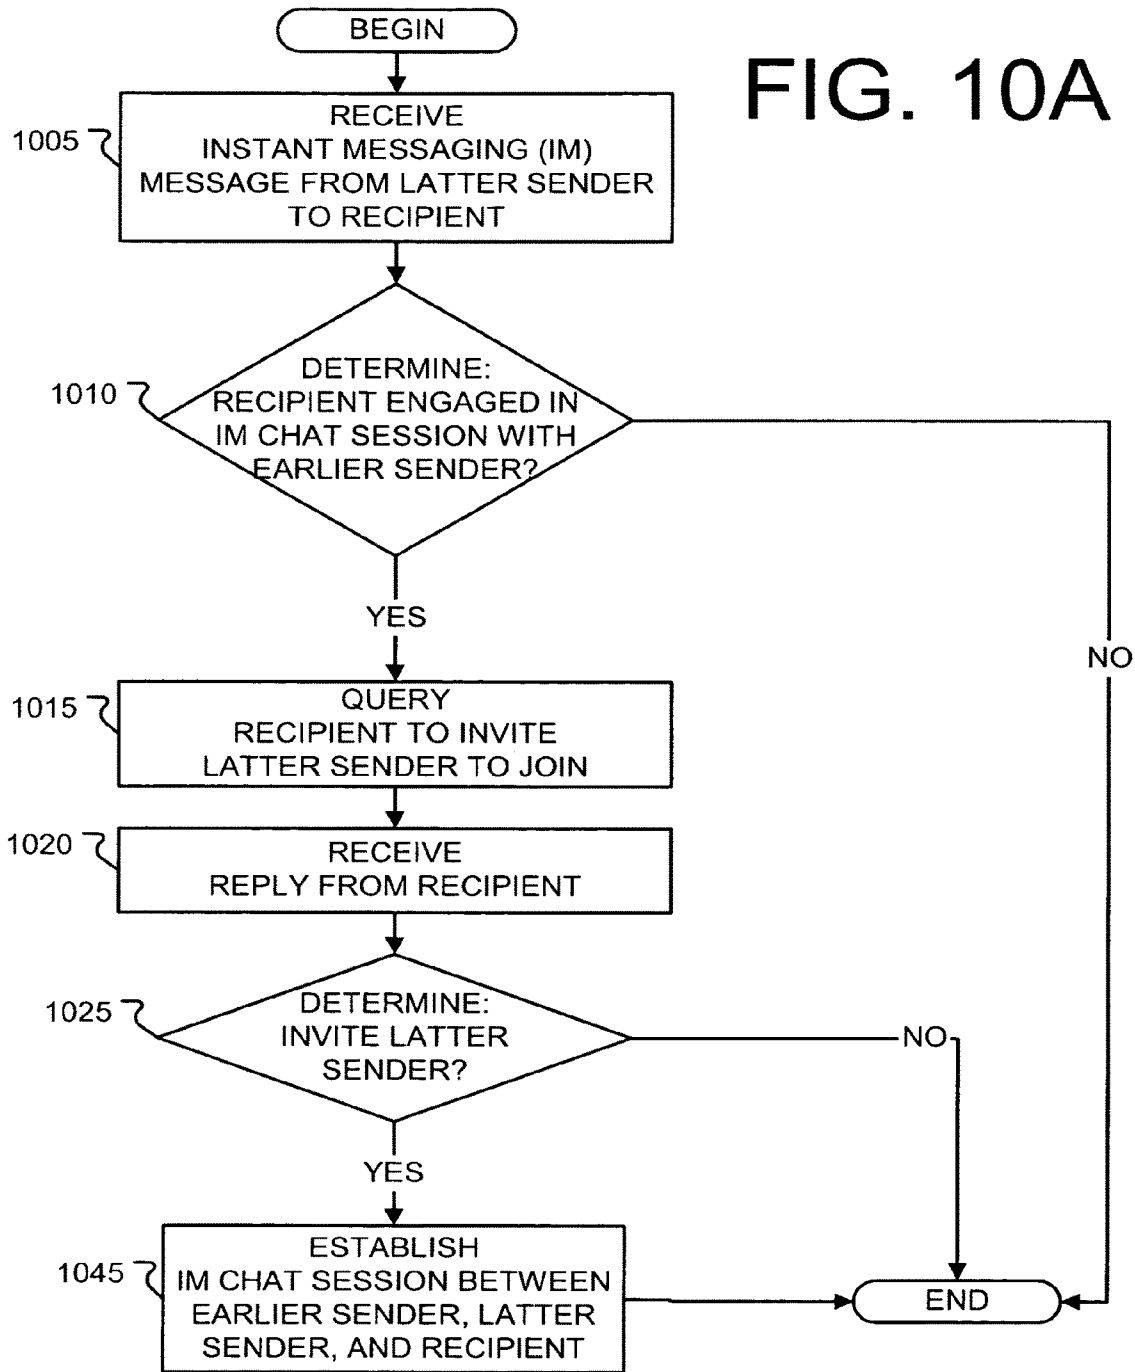 BEGIN
FIG. 10A
1005
RECEIVE
INSTANT MESSAGING (IM)
MESSAGE FROM LATTER SENDER
TO RECIPIENT
1010
DETERMINE:
RECIPIENT ENGAGED IN
IM CHAT SESSION WITH
EARLIER SENDER?
YES
NO
1015
QUERY
RECIPIENT TO INVITE
LATTER SENDER TO JOIN
1020
RECEIVE
REPLY FROM RECIPIENT
1025
DETERMINE:
INVITE LATTER
SENDER?
NO
YES
1045
ESTABLISH
IM CHAT SESSION BETWEEN
EARLIER SENDER, LATTER
SENDER, AND RECIPIENT
END